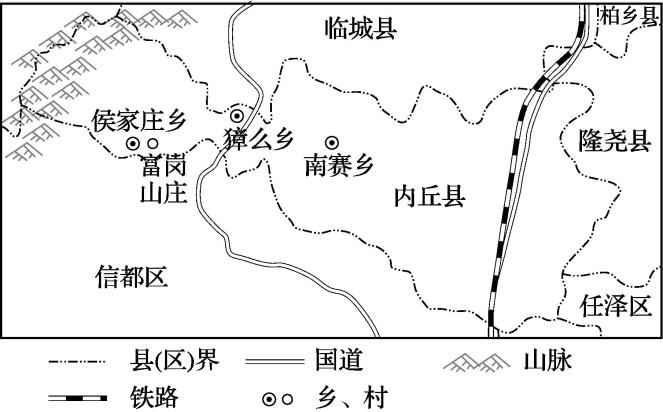 临城县
柏乡县
侯家庄乡
獐么乡
隆尧县
富岗
山庄
南赛乡
内丘县
信都区
任泽区
县(区)界
国道
山脉
铁路
乡、村